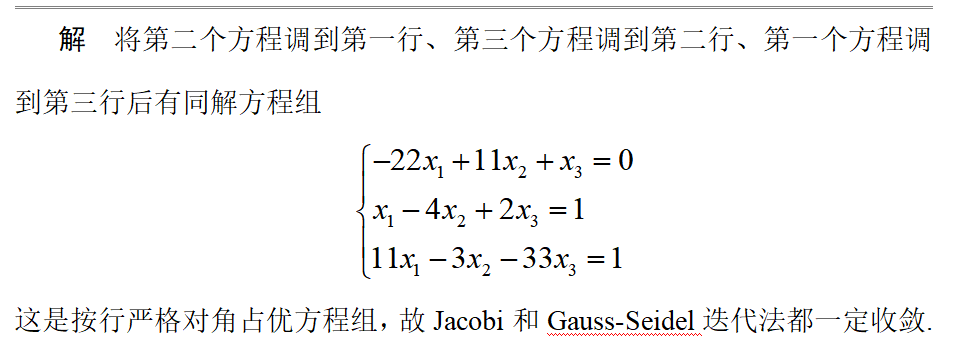 解 将第二个方程调到第一行、第三个方程调到第二行、第一个方程调
到第三行后有同解方程组
−22x₁ + 11x₂ + x₃ = 0
x₁ − 4x₂ + 2x₃ = 1
11x₁ − 3x₂ − 33x₃ = 1
这是按行严格对角占优方程组，故 Jacobi 和 Gauss-Seidel 迭代法都一定收敛.